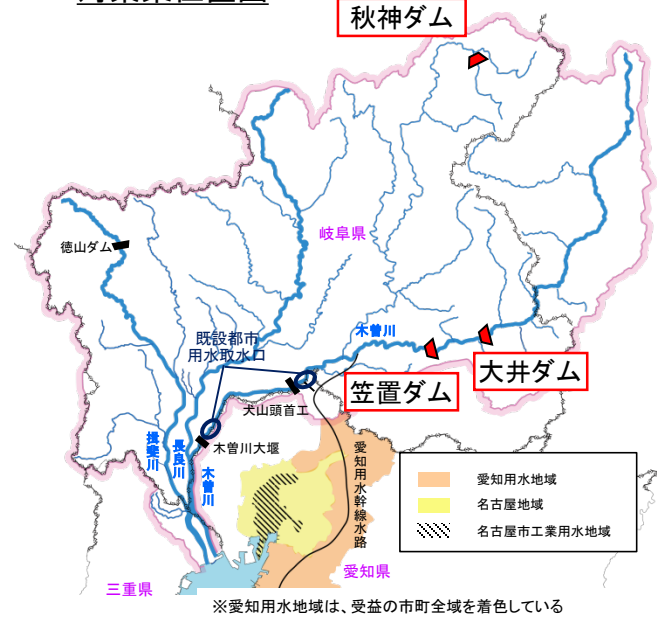 秋神ダム
岐阜県
徳山ダム
既設都市
用水取水口
木曽川
大井ダム
笠置ダム
犬山頭首工
木曽川大堰
揖斐川
長良川
木曽川
愛知用水幹線水路
愛知用水地域
名古屋地域
名古屋市工業用水地域
愛知県
三重県
※愛知用水地域は、受益の市町全域を着色している